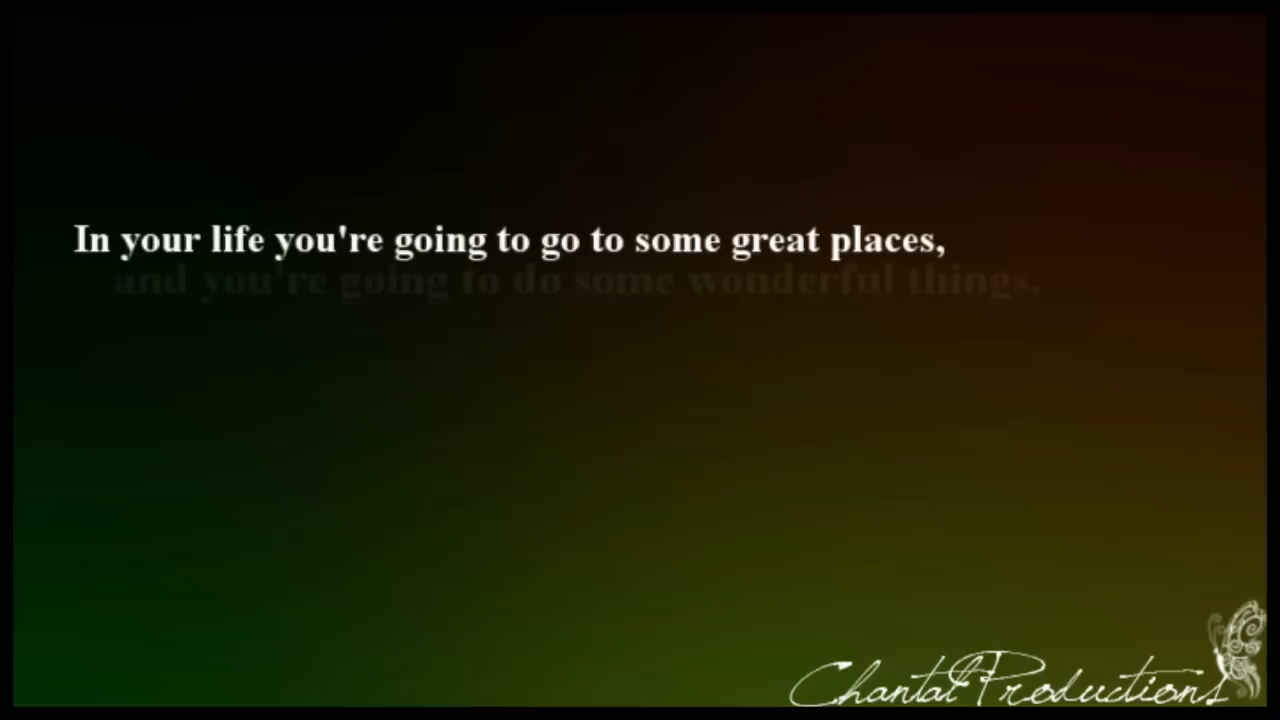 In your life you're going to go to some great places,
and you're going to do some wonderful things.
Chantal Productions